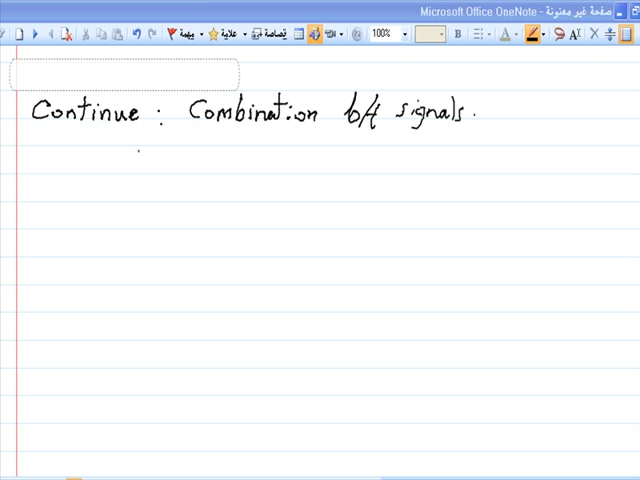 صفحة غير معنونة - Microsoft Office OneNote
مهمة علامة قصاصة 100% B A
Continue : Combination b/t signals.